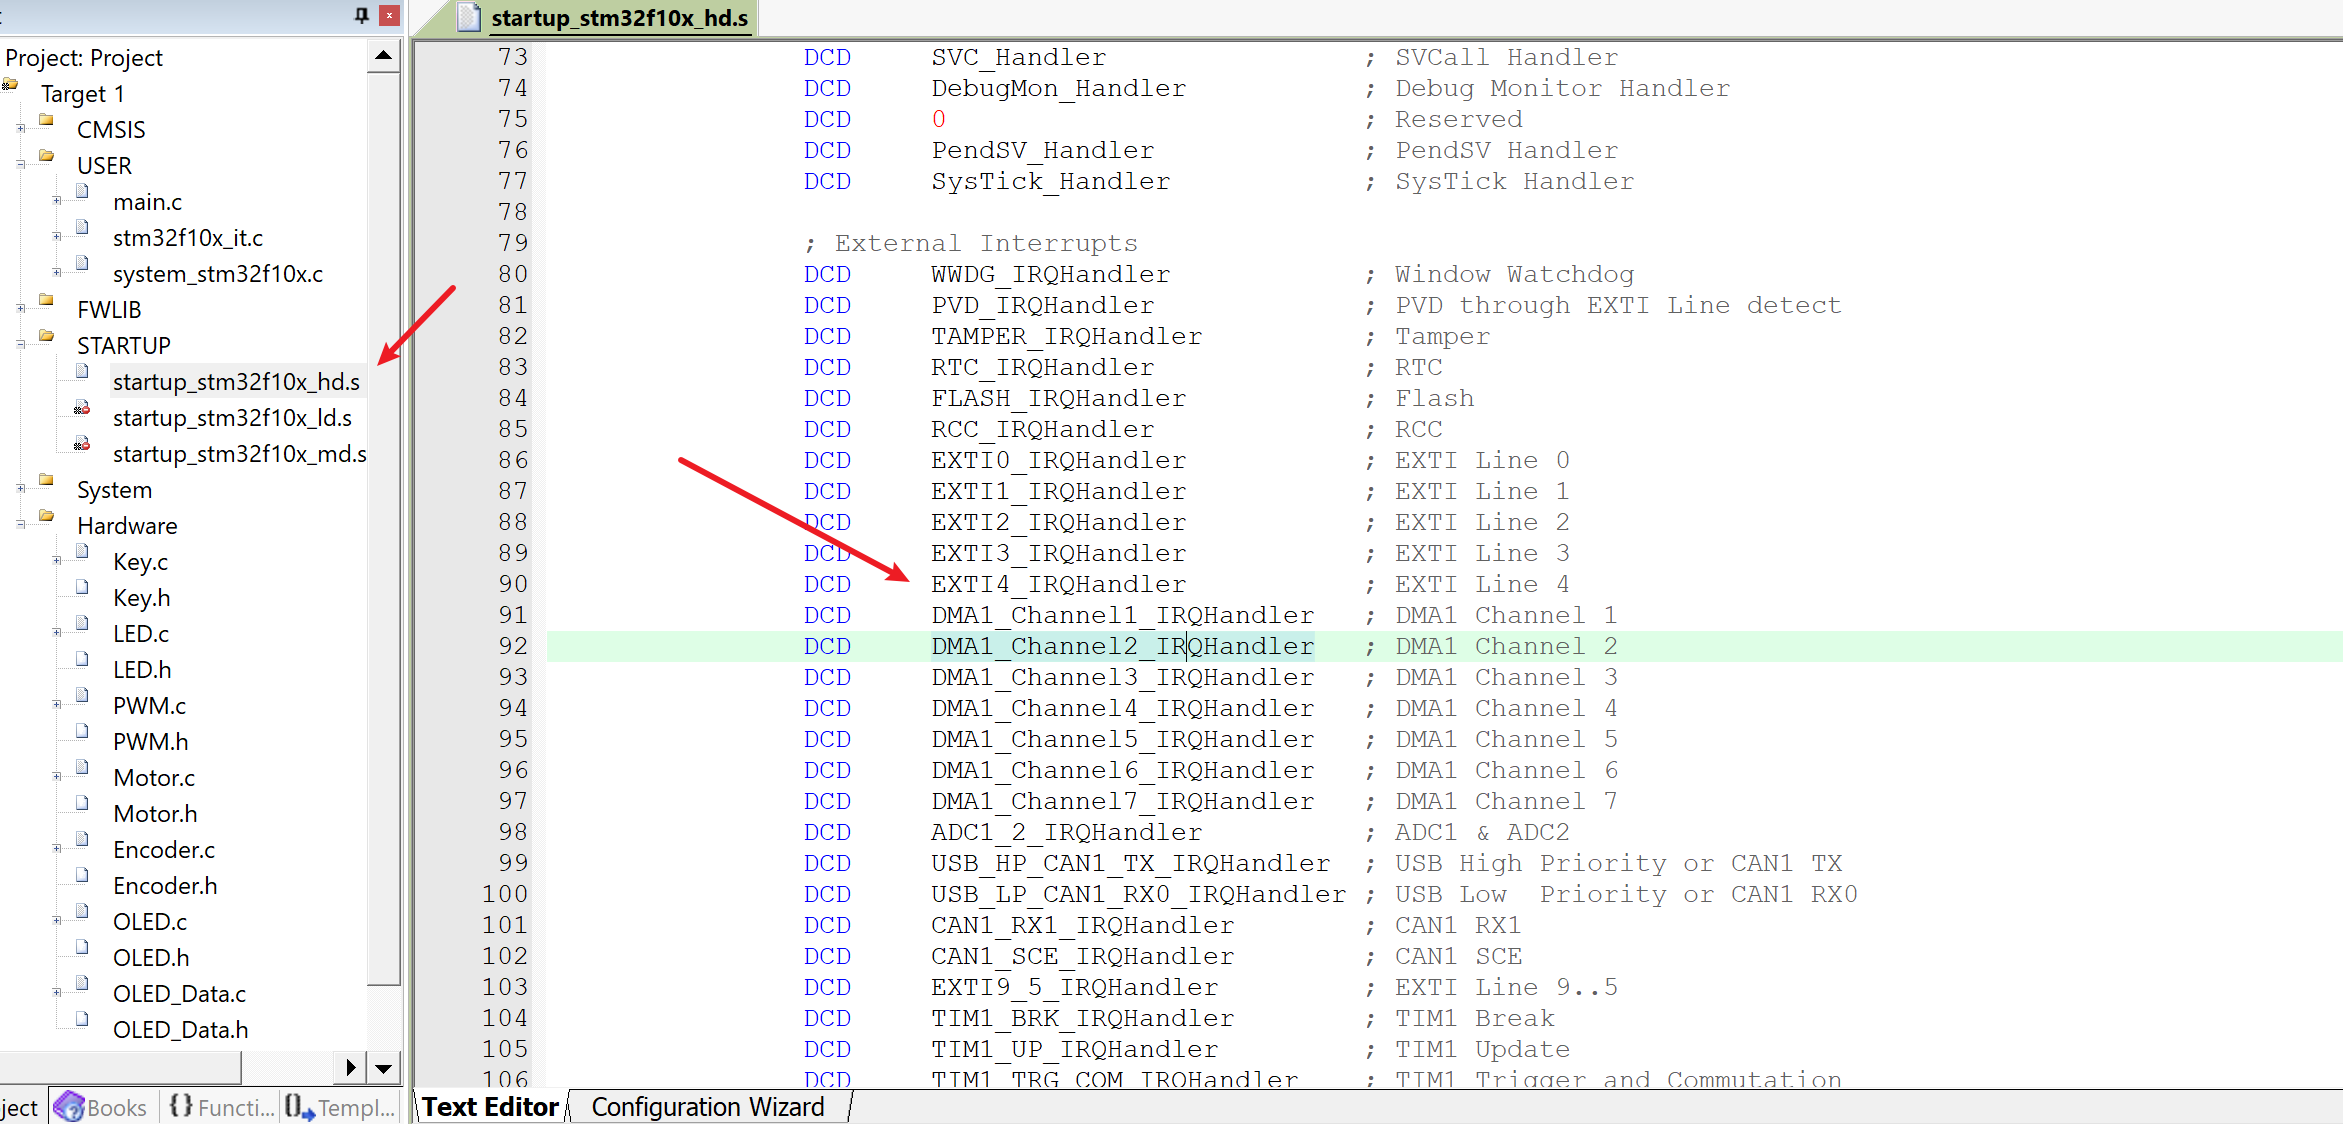 Project: Project
Target 1
CMSIS
USER
main.c
stm32f10x_it.c
system_stm32f10x.c
FWLIB
STARTUP
startup_stm32f10x_hd.s
startup_stm32f10x_ld.s
startup_stm32f10x_md.s
System
Hardware
Key.c
Key.h
LED.c
LED.h
PWM.c
PWM.h
Motor.c
Motor.h
Encoder.c
Encoder.h
OLED.c
OLED.h
OLED_Data.c
OLED_Data.h
ject Books {} Functi... Templ...
startup_stm32f10x_hd.s
73 DCD SVC_Handler ; SVCall Handler
74 DCD DebugMon_Handler ; Debug Monitor Handler
75 DCD 0 ; Reserved
76 DCD PendSV_Handler ; PendSV Handler
77 DCD SysTick_Handler ; SysTick Handler
78
79 ; External Interrupts
80 DCD WWDG_IRQHandler ; Window Watchdog
81 DCD PVD_IRQHandler ; PVD through EXTI Line detect
82 DCD TAMPER_IRQHandler ; Tamper
83 DCD RTC_IRQHandler ; RTC
84 DCD FLASH_IRQHandler ; Flash
85 DCD RCC_IRQHandler ; RCC
86 DCD EXTI0_IRQHandler ; EXTI Line 0
87 DCD EXTI1_IRQHandler ; EXTI Line 1
88 DCD EXTI2_IRQHandler ; EXTI Line 2
89 DCD EXTI3_IRQHandler ; EXTI Line 3
90 DCD EXTI4_IRQHandler ; EXTI Line 4
91 DCD DMA1_Channel1_IRQHandler ; DMA1 Channel 1
92 DCD DMA1_Channel2_IRQHandler ; DMA1 Channel 2
93 DCD DMA1_Channel3_IRQHandler ; DMA1 Channel 3
94 DCD DMA1_Channel4_IRQHandler ; DMA1 Channel 4
95 DCD DMA1_Channel5_IRQHandler ; DMA1 Channel 5
96 DCD DMA1_Channel6_IRQHandler ; DMA1 Channel 6
97 DCD DMA1_Channel7_IRQHandler ; DMA1 Channel 7
98 DCD ADC1_2_IRQHandler ; ADC1 & ADC2
99 DCD USB_HP_CAN1_TX_IRQHandler ; USB High Priority or CAN1 TX
100 DCD USB_LP_CAN1_RX0_IRQHandler ; USB Low  Priority or CAN1 RX0
101 DCD CAN1_RX1_IRQHandler ; CAN1 RX1
102 DCD CAN1_SCE_IRQHandler ; CAN1 SCE
103 DCD EXTI9_5_IRQHandler ; EXTI Line 9..5
104 DCD TIM1_BRK_IRQHandler ; TIM1 Break
105 DCD TIM1_UP_IRQHandler ; TIM1 Update
106 DCD TIM1_TRG_COM_IRQHandler ; TIM1 Trigger and Commutation
Text Editor Configuration Wizard